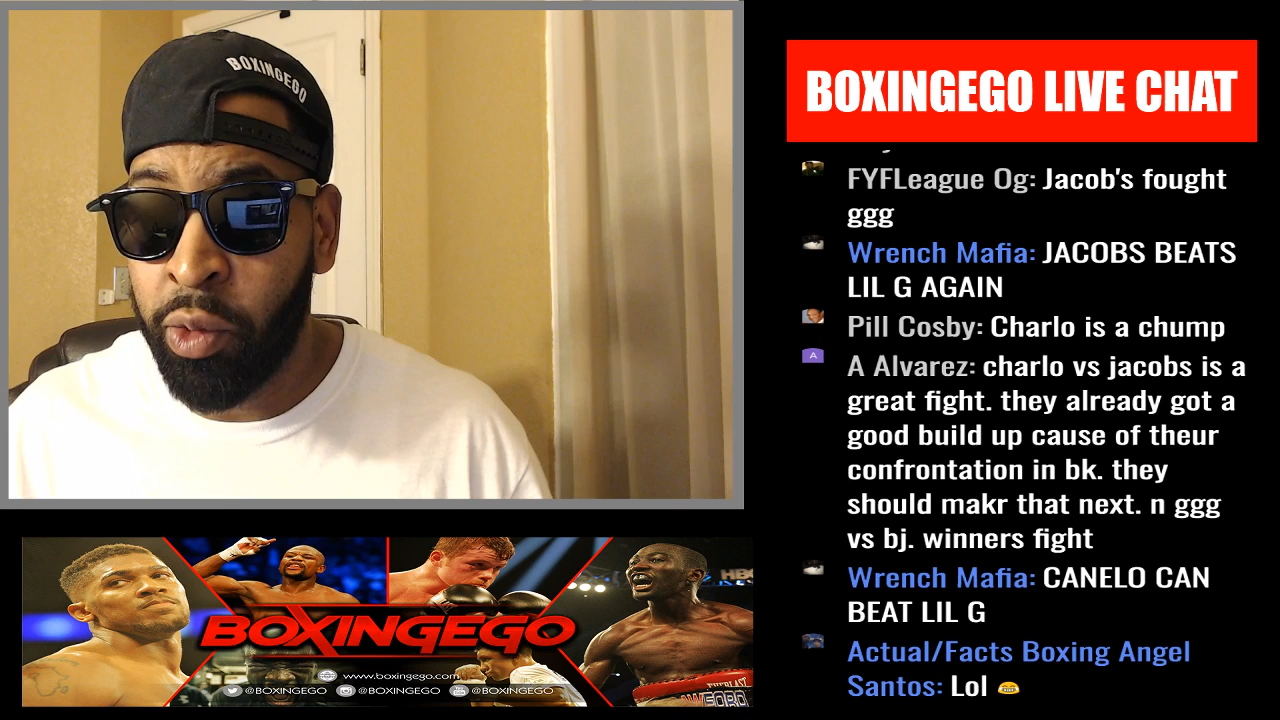 BOXINGEGO
BOXINGEGO LIVE CHAT
FYFLeague Og: Jacob's fought
ggg
Wrench Mafia: JACOBS BEATS
LIL G AGAIN
Pill Cosby: Charlo is a chump
A
A Alvarez: charlo vs jacobs is a
great fight. they already got a
good build up cause of theur
confrontation in bk. they
should makr that next. n ggg
vs bj. winners fight
Wrench Mafia: CANELO CAN
BEAT LIL G
Actual/Facts Boxing Angel
Santos: Lol 😂
HBO
BOXINGEGO
www.boxingego.com
@BOXINGEGO @BOXINGEGO @BOXINGEGO
EVERLAST